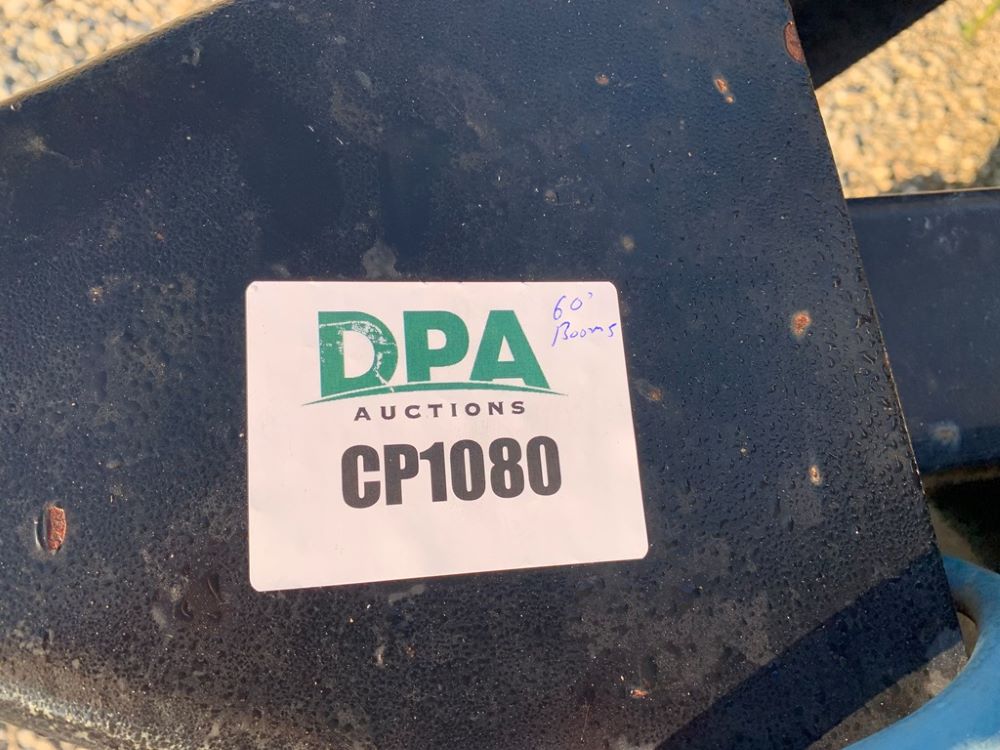 DPA
60'
Booms
AUCTIONS
CP1080